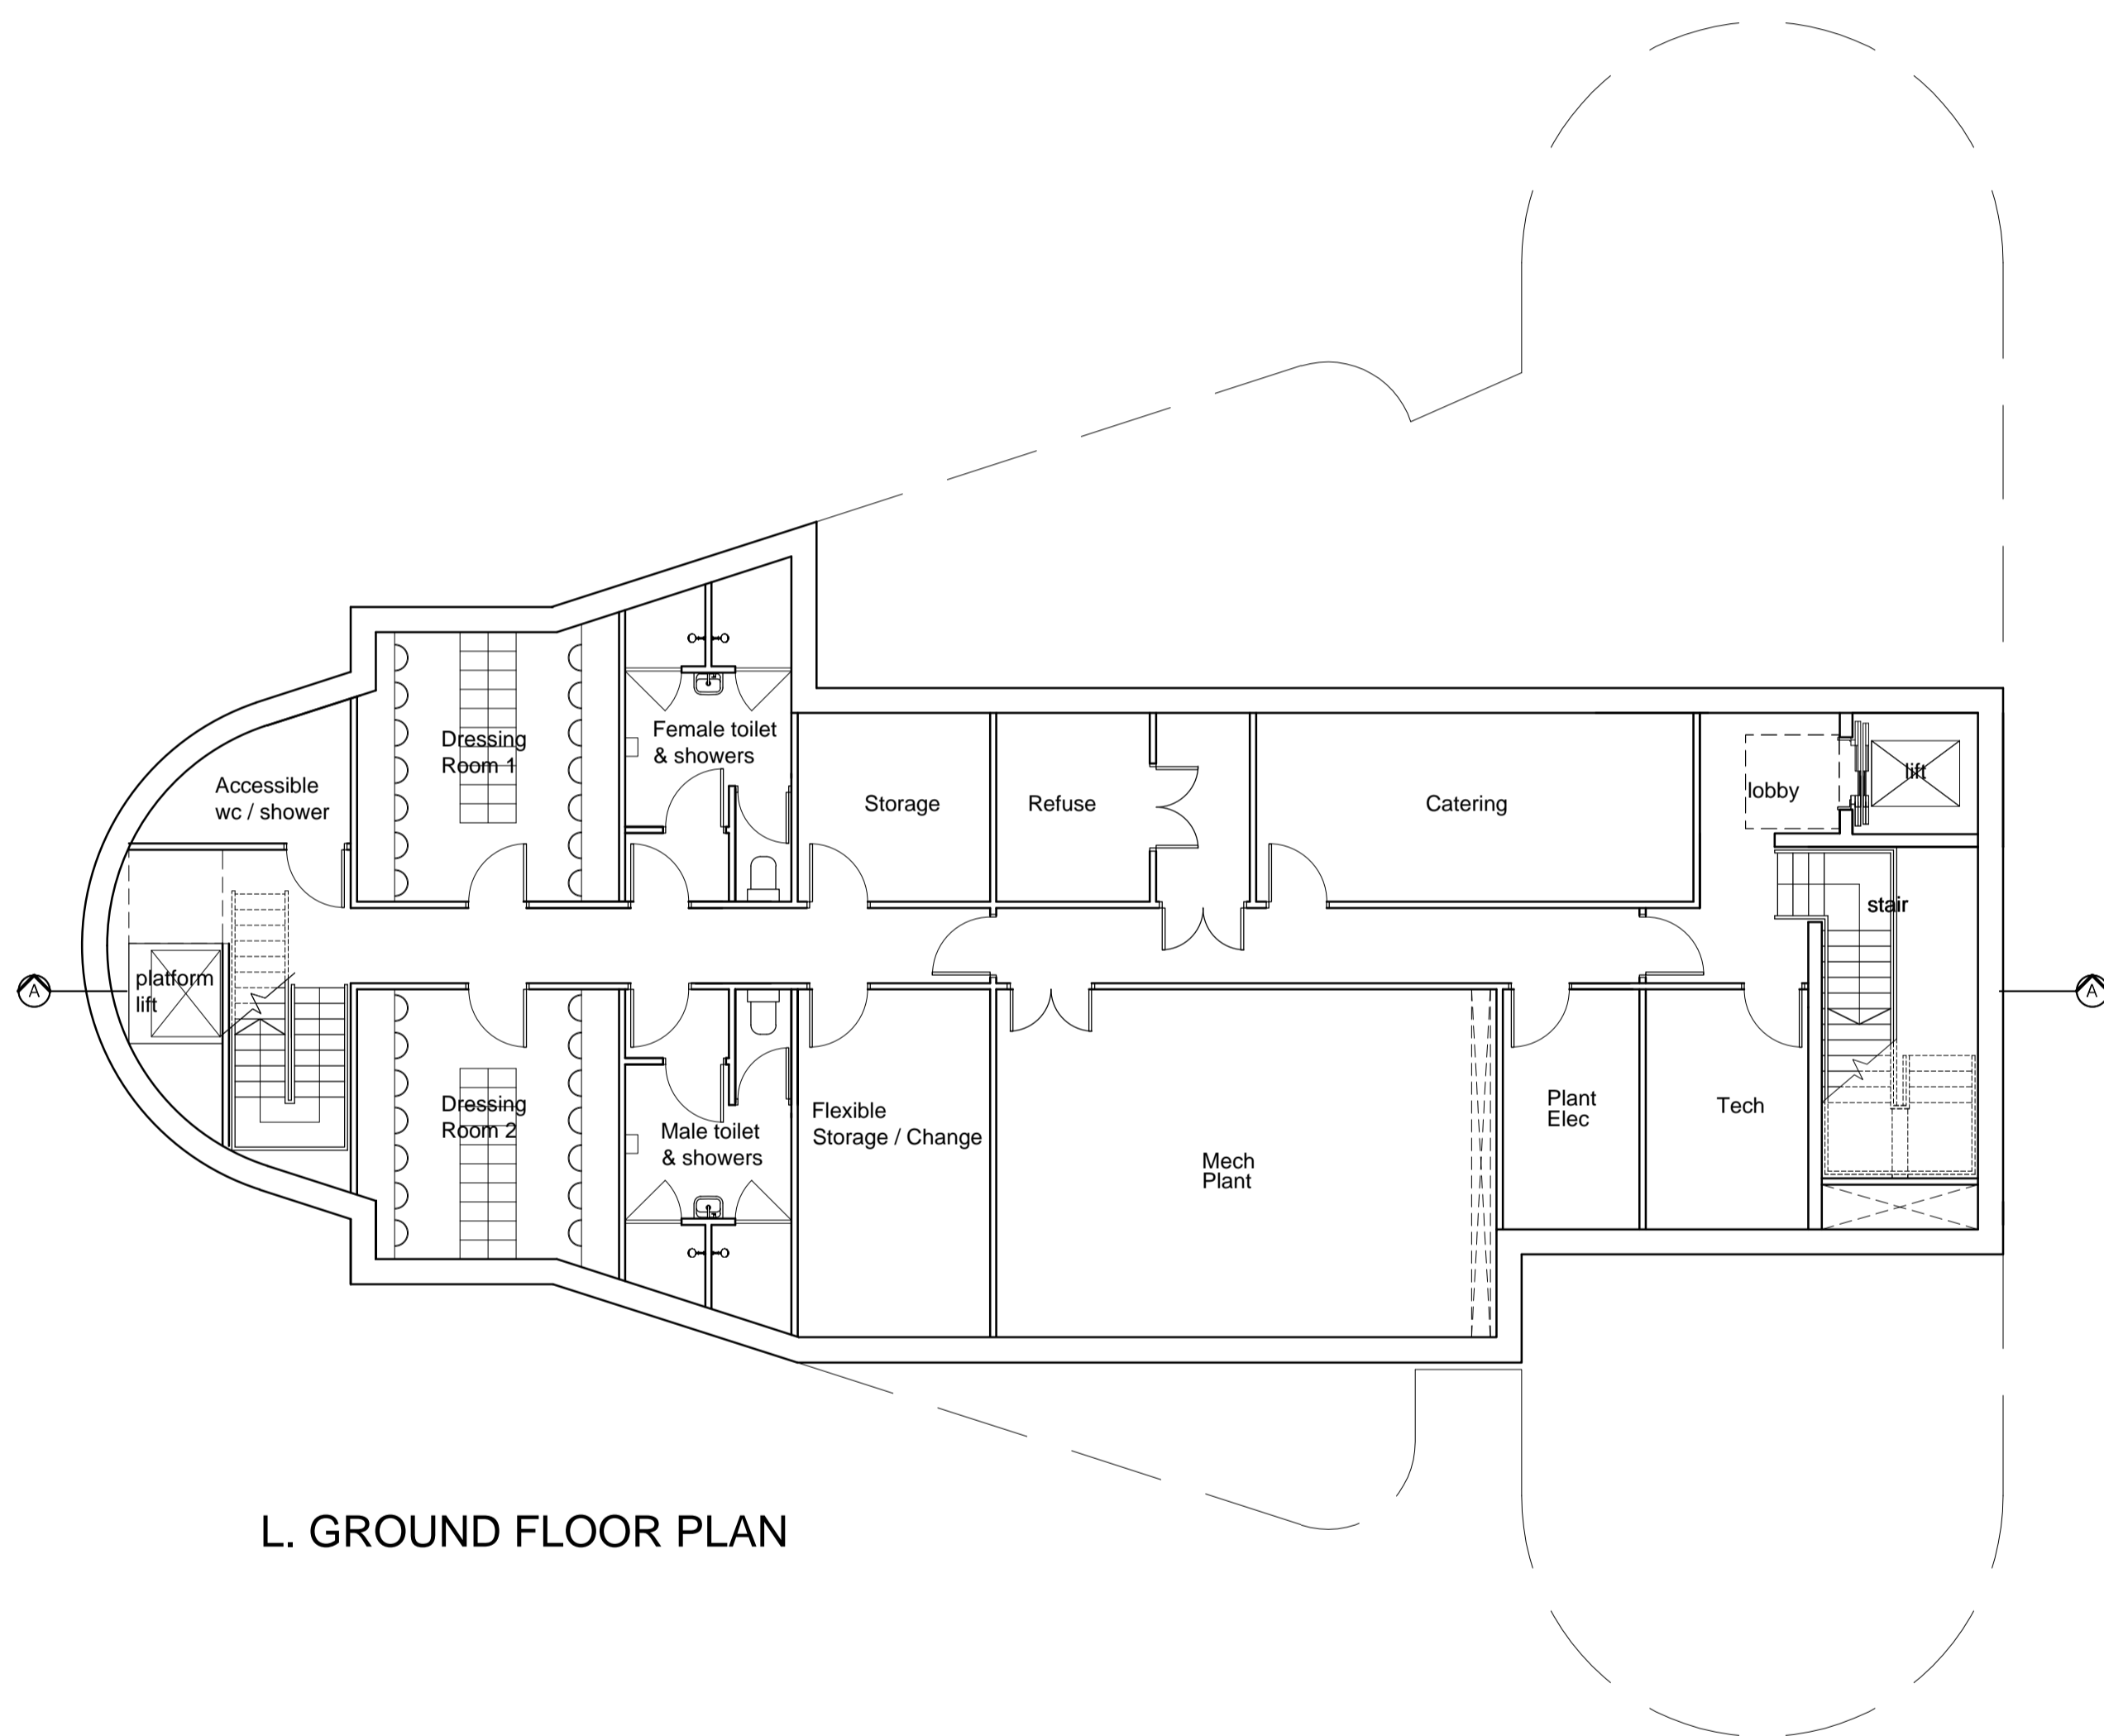 Female toilet
& showers
Dressing
Room 1
Accessible
wc / shower
Storage
Refuse
Catering
lobby
lift
stair
platform
lift
A
A
Dressing
Room 2
Male toilet
& showers
Flexible
Storage / Change
Mech
Plant
Plant
Elec
Tech
L. GROUND FLOOR PLAN